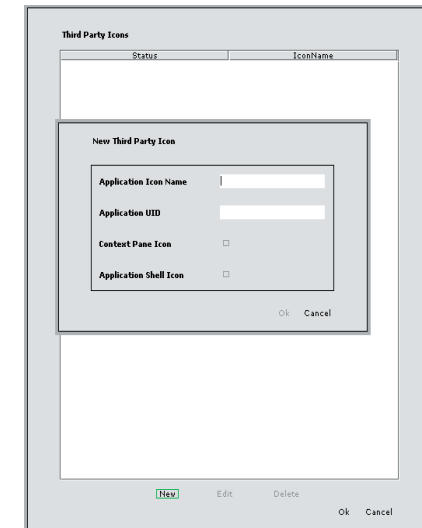 Third Party Icons
Status IconName
New Third Party Icon
Application Icon Name
Application UID
Context Pane Icon
Application Shell Icon
Ok Cancel
New Edit Delete
Ok Cancel